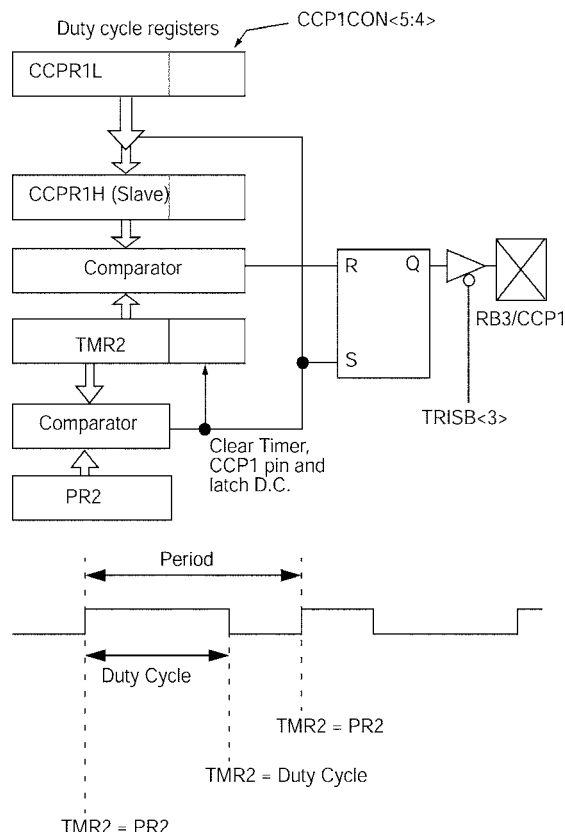 Duty cycle registers
CCP1CON<5:4>
CCPR1L
CCPR1H (Slave)
Comparator
R
Q
RB3/CCP1
TMR2
S
TRISB<3>
Comparator
Clear Timer,
CCP1 pin and
latch D.C.
PR2
Period
Duty Cycle
TMR2 = PR2
TMR2 = Duty Cycle
TMR2 = PR2